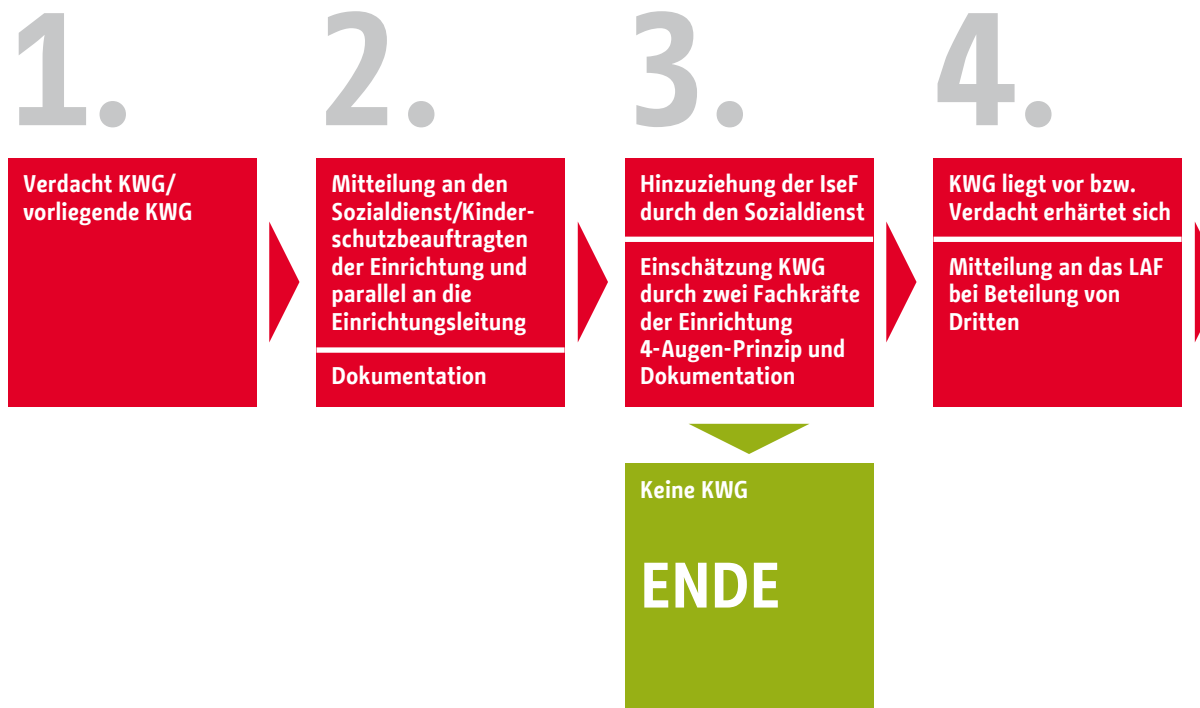 1.
Verdacht KWG/
vorliegende KWG
2.
Mitteilung an den
Sozialdienst/Kinder-
schutzbeauftragten
der Einrichtung und
parallel an die
Einrichtungsleitung
Dokumentation
3.
Hinzuziehung der IseF
durch den Sozialdienst
Einschätzung KWG
durch zwei Fachkräfte
der Einrichtung
4-Augen-Prinzip und
Dokumentation
Keine KWG
ENDE
4.
KWG liegt vor bzw.
Verdacht erhärtet sich
Mitteilung an das LAF
bei Beteilung von
Dritten